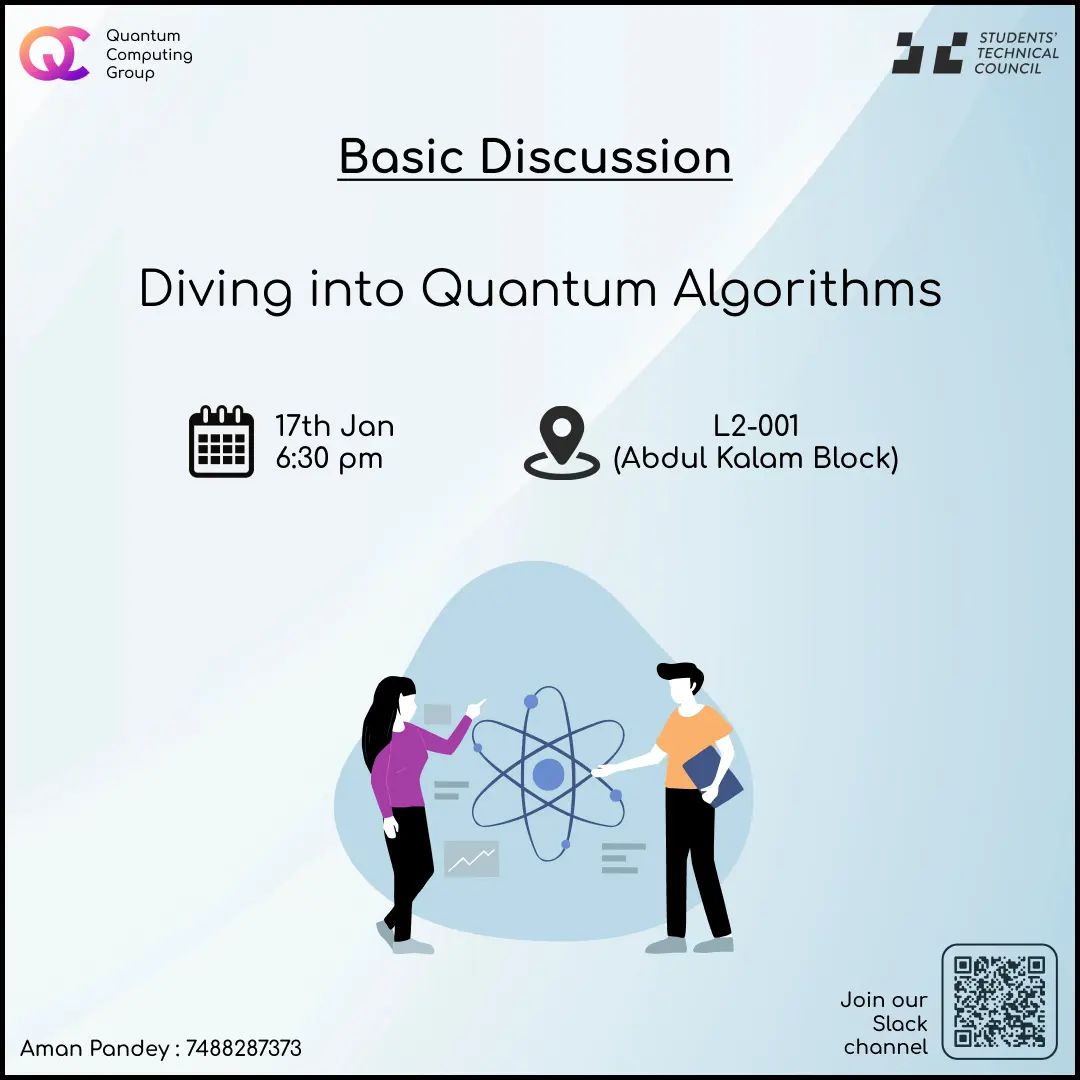 Quantum
Computing
Group
STUDENTS'
TECHNICAL
COUNCIL
Basic Discussion
Diving into Quantum Algorithms
17th Jan
6:30 pm
L2-001
(Abdul Kalam Block)
Join our
Slack
channel
Aman Pandey : 7488287373